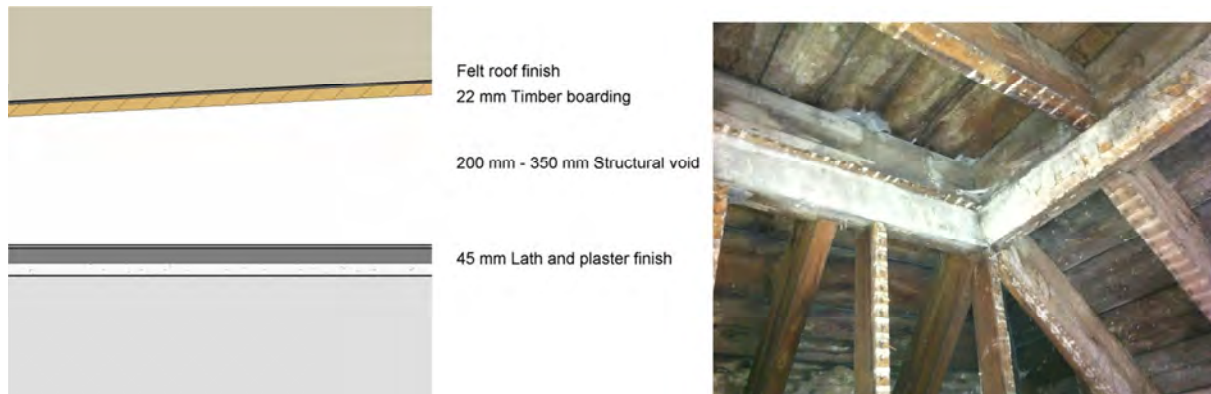 Felt roof finish
22 mm Timber boarding
200 mm - 350 mm Structural void
45 mm Lath and plaster finish